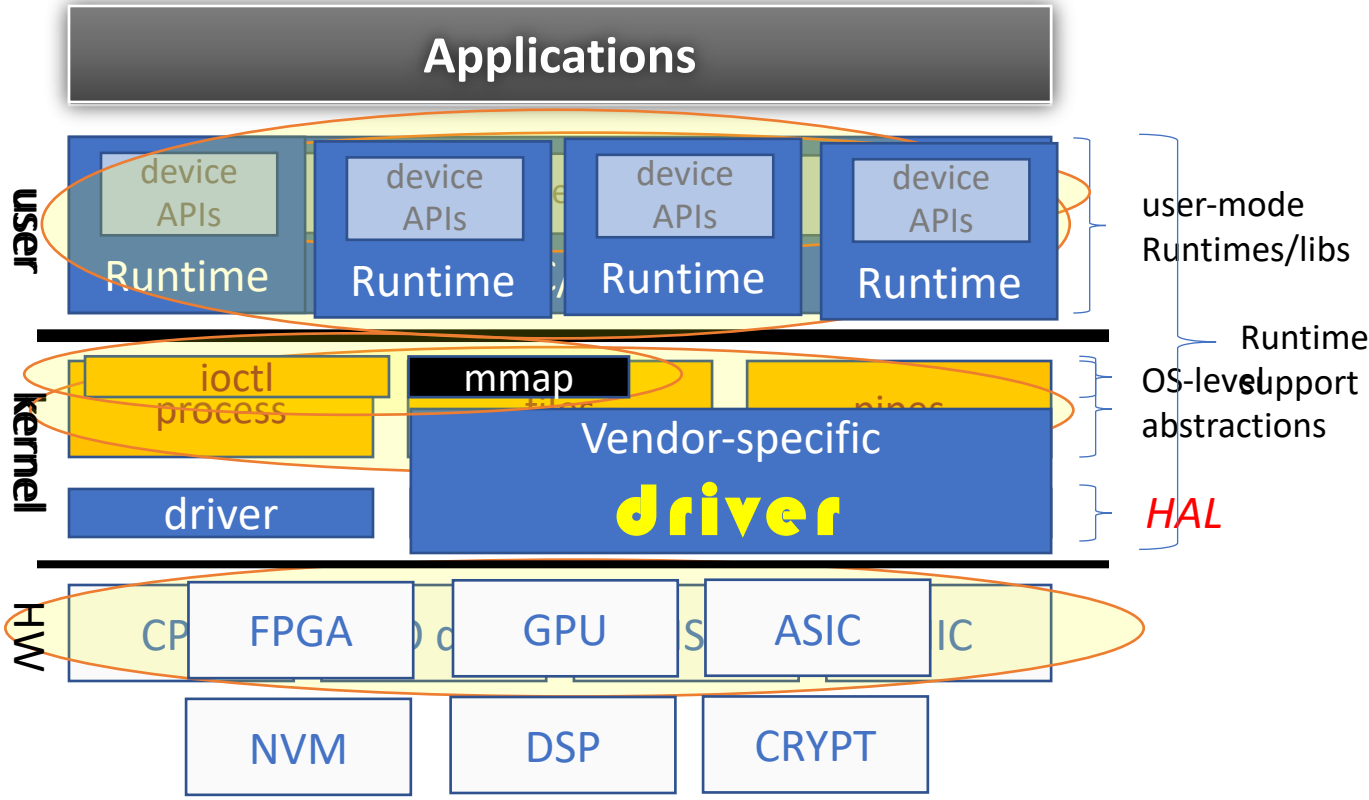 Applications
user
device
APIs
Runtime
device
APIs
Runtime
device
APIs
Runtime
device
APIs
Runtime
user-mode
Runtimes/libs
kernel
ioctl
mmap
process
pipes
Vendor-specific
driver
driver
OS-level
abstractions
Runtime
support
HAL
HW
FPGA
GPU
ASIC
IC
NVM
DSP
CRYPT